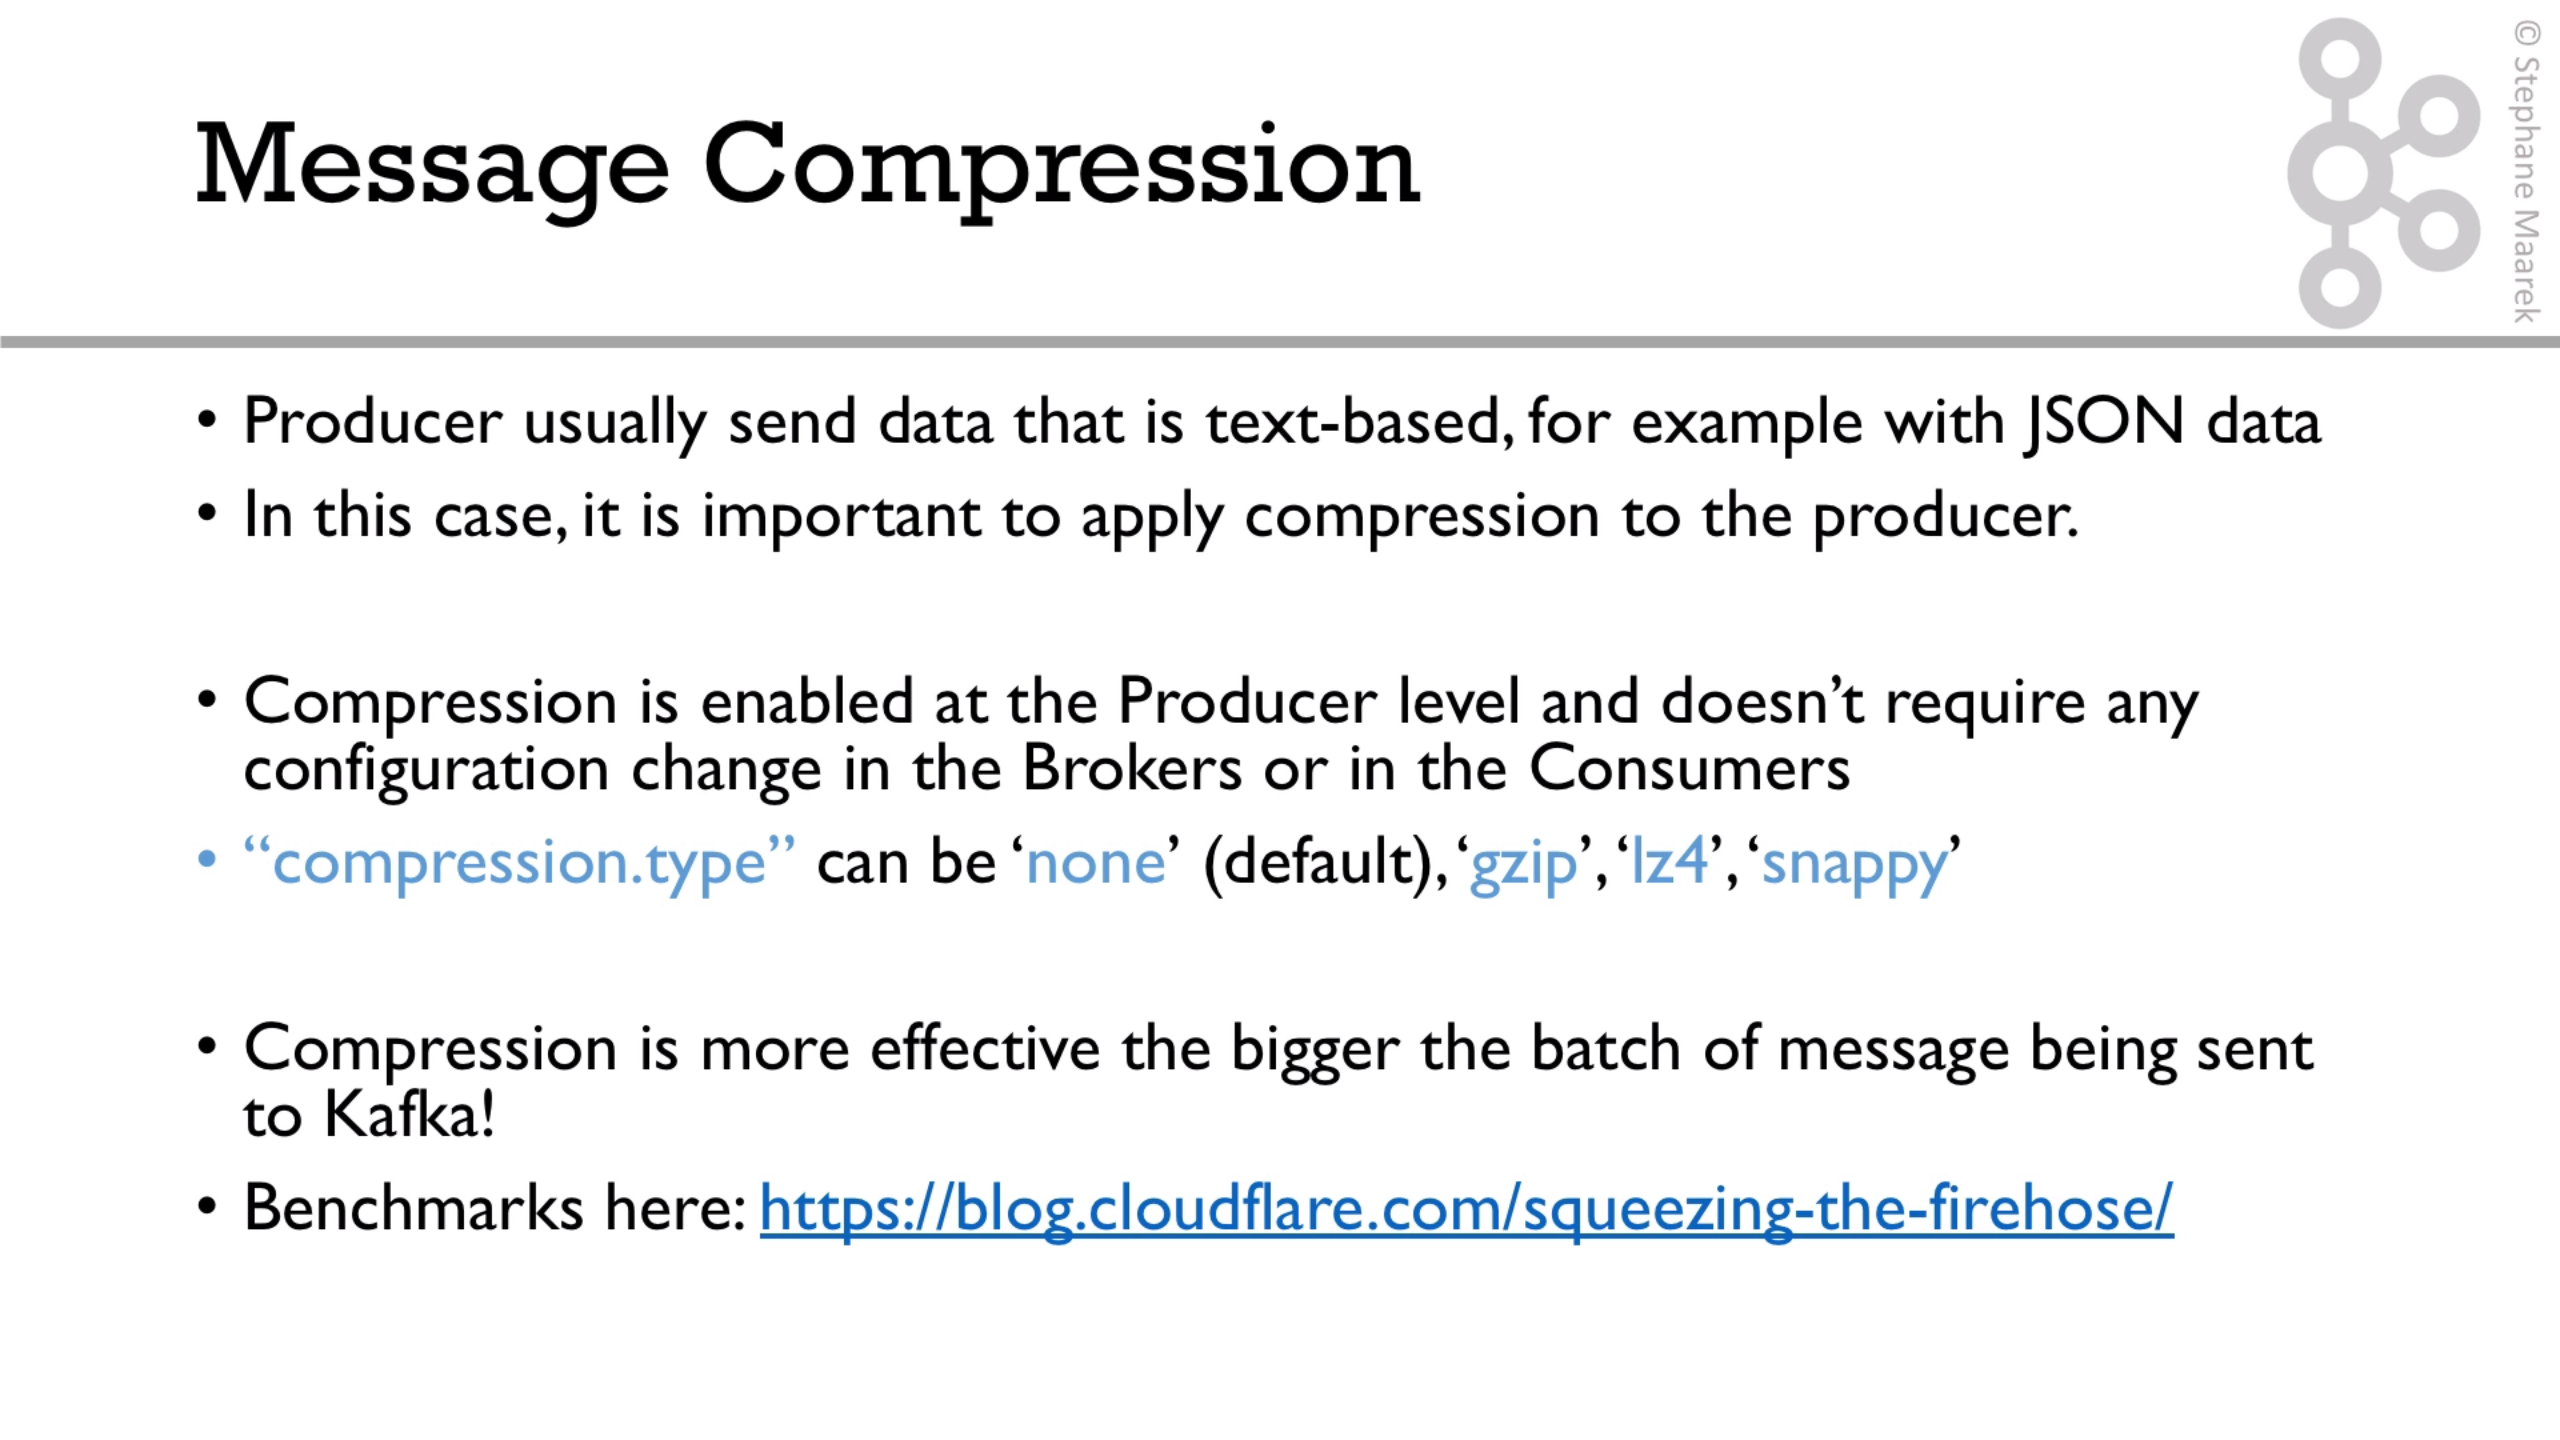 Message Compression
© Stephane Maarek
• Producer usually send data that is text-based, for example with JSON data
• In this case, it is important to apply compression to the producer.
• Compression is enabled at the Producer level and doesn’t require any
configuration change in the Brokers or in the Consumers
• “compression.type” can be ‘none’ (default), ‘gzip’, ‘lz4’, ‘snappy’
• Compression is more effective the bigger the batch of message being sent
to Kafka!
• Benchmarks here: https://blog.cloudflare.com/squeezing-the-firehose/